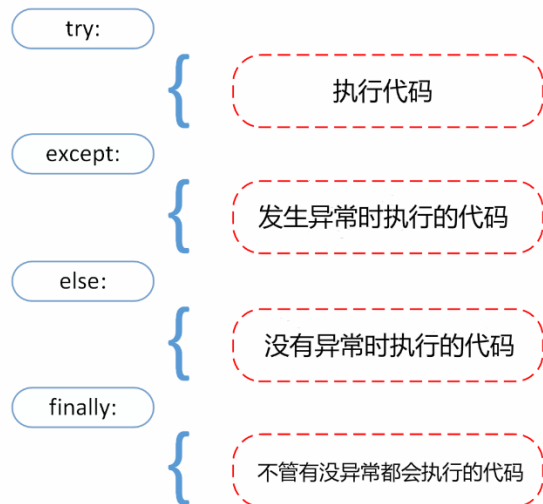 try:
执行代码
except:
发生异常时执行的代码
else:
没有异常时执行的代码
finally:
不管有没异常都会执行的代码